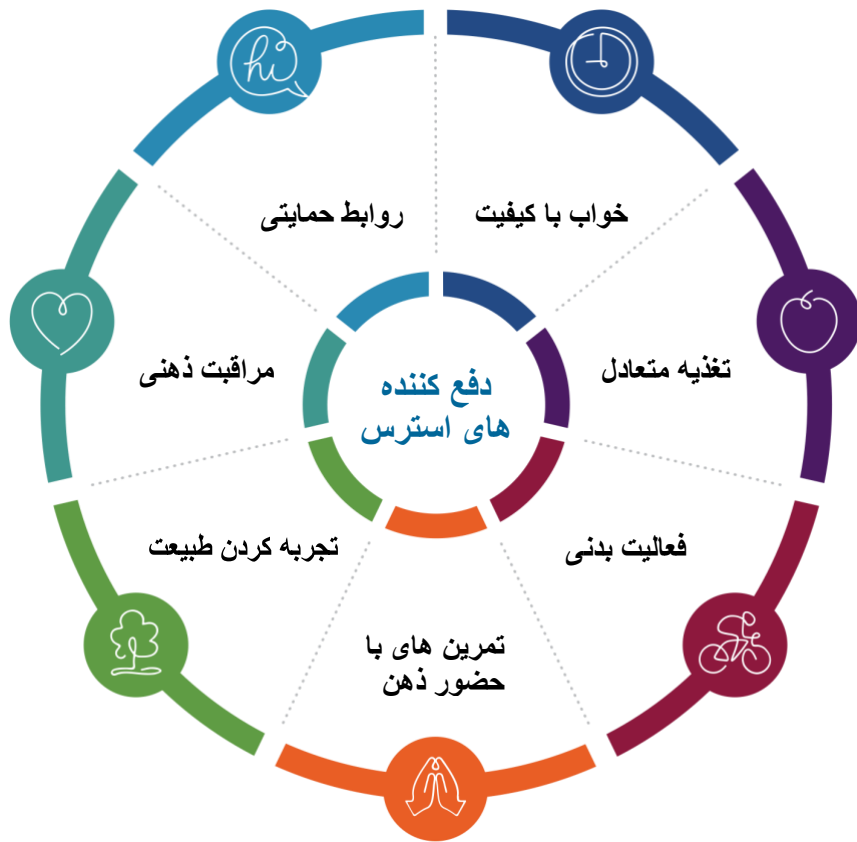 دفع کننده
های استرس
خواب با کیفیت
تغذیه متعادل
فعالیت بدنی
تمرین های با
حضور ذهن
تجربه کردن طبیعت
مراقبت ذهنی
روابط حمایتی
hi